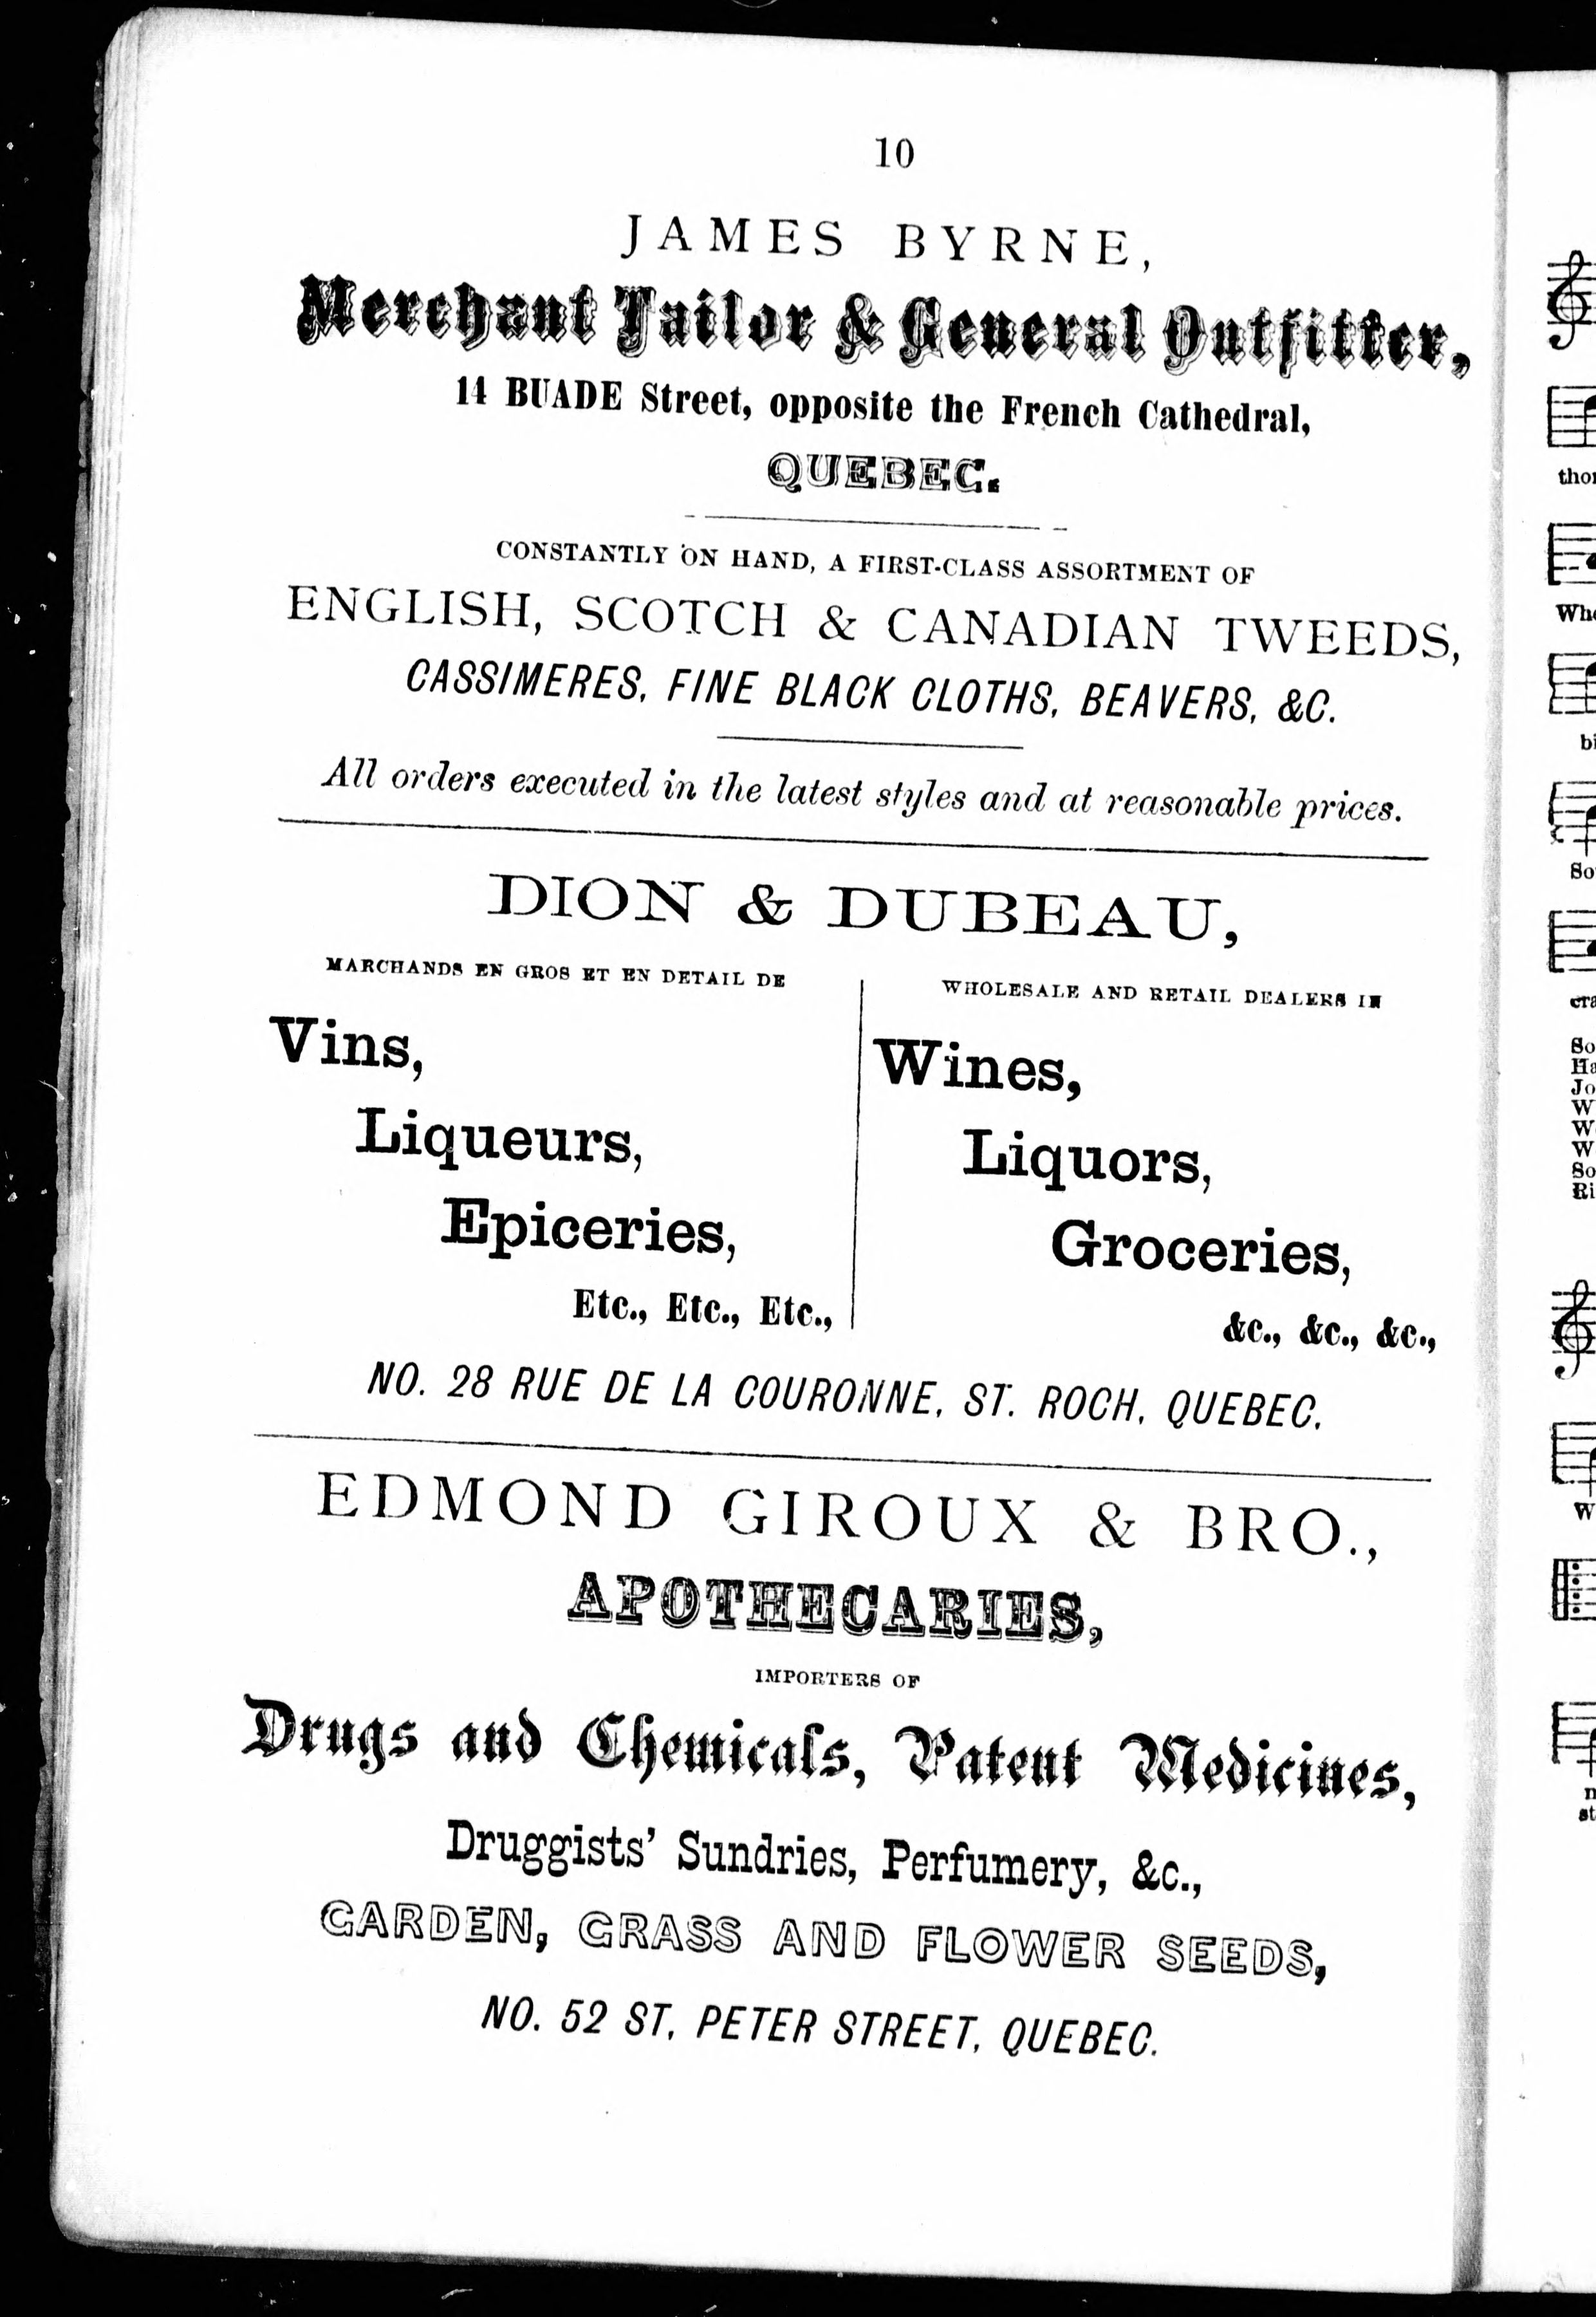 10
JAMES BYRNE,
Merchant Tailor & General Outfitter,
14 BUADE Street, opposite the French Cathedral,
QUEBEC.
CONSTANTLY ON HAND, A FIRST-CLASS ASSORTMENT OF
ENGLISH, SCOTCH & CANADIAN TWEEDS,
CASSIMERES, FINE BLACK CLOTHS, BEAVERS, &C.
All orders executed in the latest styles and at reasonable prices.
DION & DUBEAU,
MARCHANDS EN GROS ET EN DETAIL DE
Vins,
Liqueurs,
Epiceries,
Etc., Etc., Etc.,
WHOLESALE AND RETAIL DEALERS IN
Wines,
Liquors,
Groceries,
&c., &c., &c.,
NO. 28 RUE DE LA COURONNE, ST. ROCH, QUEBEC.
EDMOND GIROUX & BRO.,
APOTHECARIES,
IMPORTERS OF
Drugs and Chemicals, Patent Medicines,
Druggists' Sundries, Perfumery, &c.,
GARDEN, GRASS AND FLOWER SEEDS,
NO. 52 ST, PETER STREET, QUEBEC.